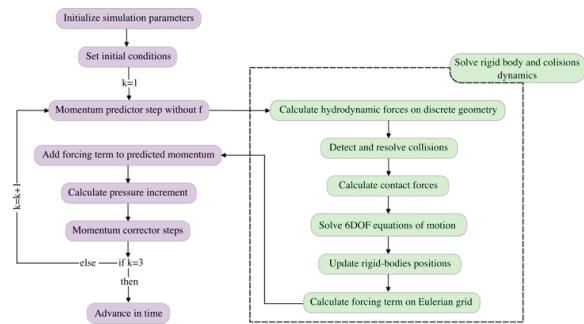 Initialize simulation parameters
Set initial conditions
k=1
Momentum predictor step without f
Add forcing term to predicted momentum
Calculate pressure increment
Momentum corrector steps
k=k+1
else
if k=3
then
Advance in time
Solve rigid body and colisions
dynamics
Calculate hydrodynamic forces on discrete geometry
Detect and resolve collisions
Calculate contact forces
Solve 6DOF equations of motion
Update rigid-bodies positions
Calculate forcing term on Eulerian grid